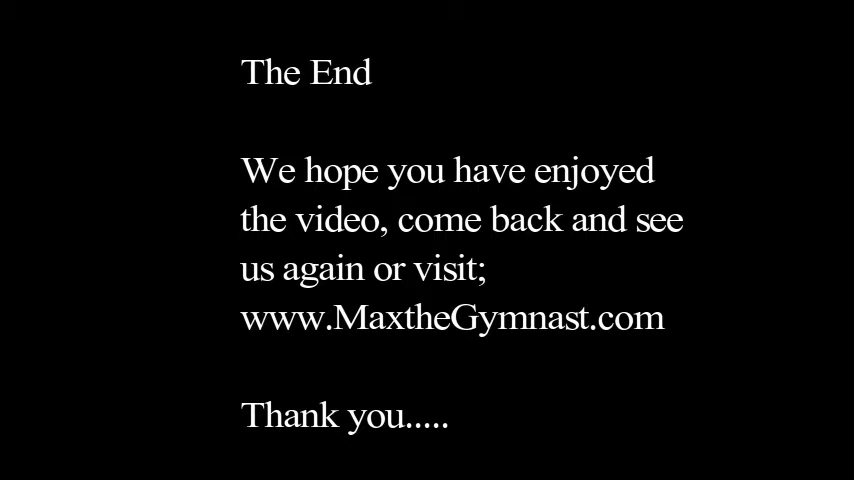 The End
We hope you have enjoyed
the video, come back and see
us again or visit;
www.MaxtheGymnast.com
Thank you.....